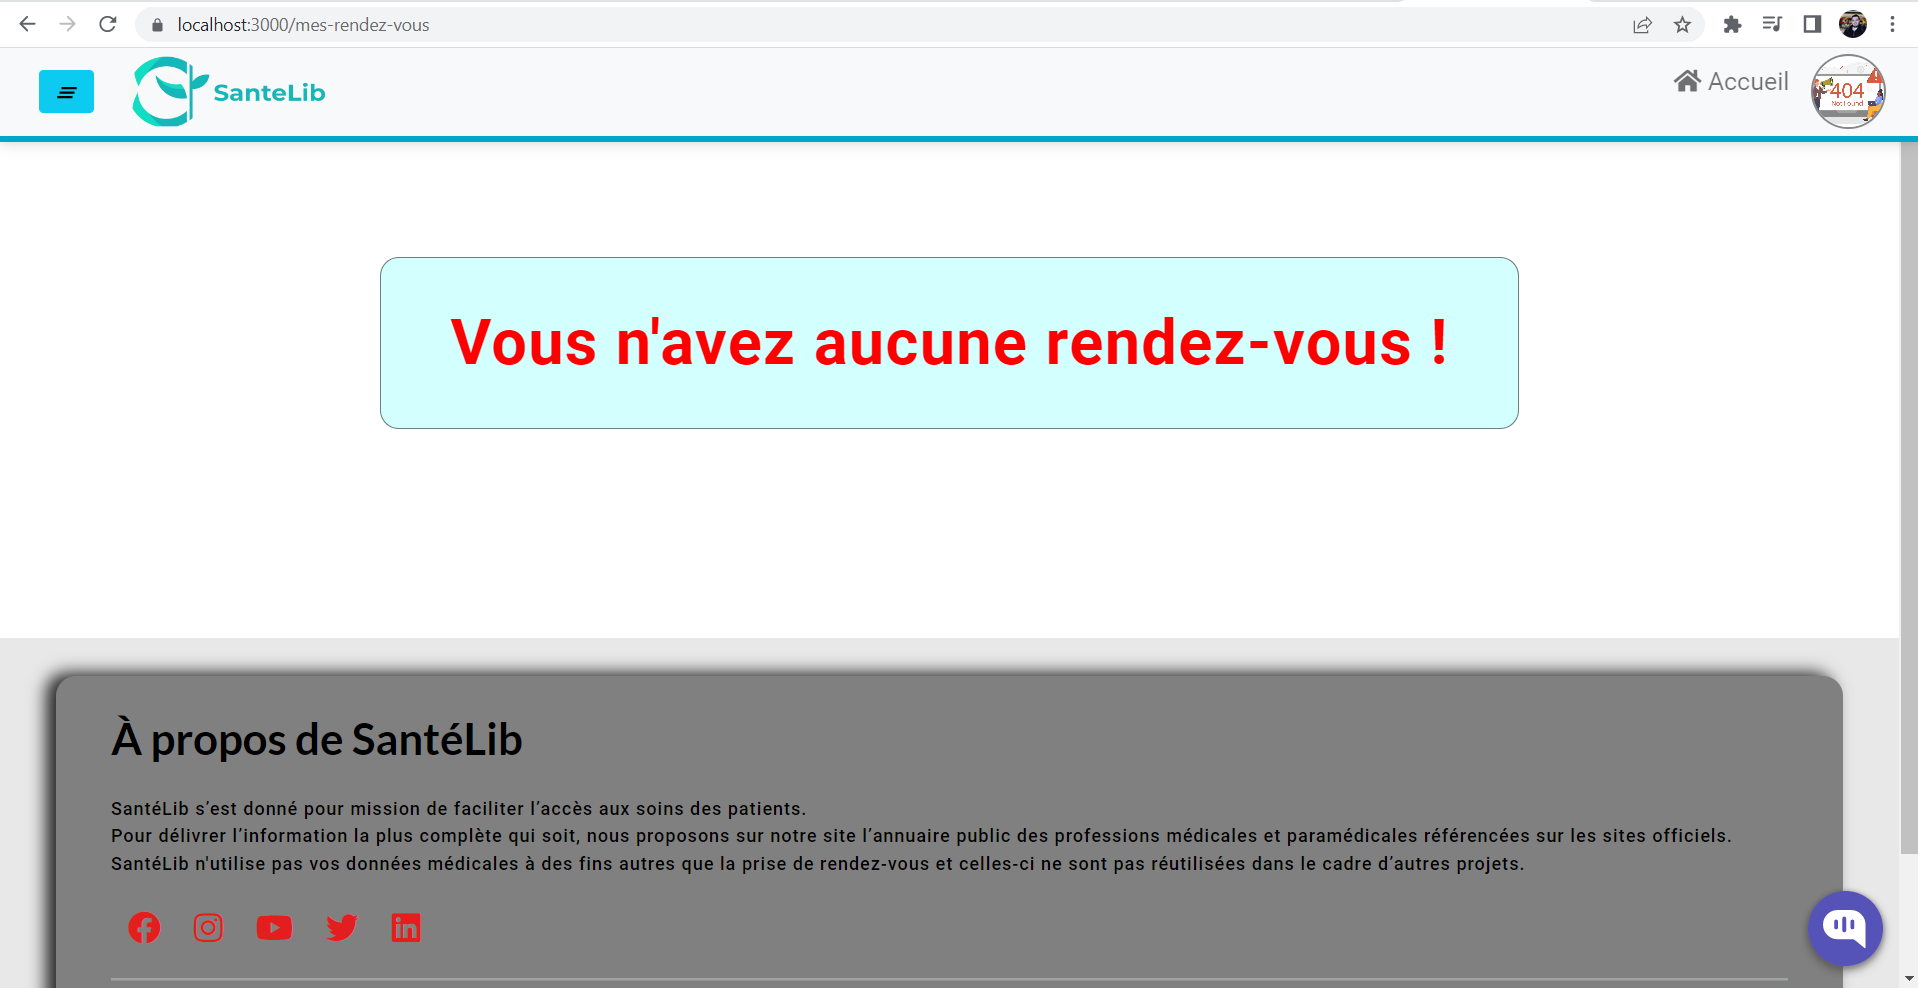 localhost:3000/mes-rendez-vous
SanteLib
Accueil
404
Not Found
Vous n'avez aucune rendez-vous !
À propos de SantéLib
SantéLib s’est donné pour mission de faciliter l’accès aux soins des patients.
Pour délivrer l’information la plus complète qui soit, nous proposons sur notre site l’annuaire public des professions médicales et paramédicales référencées sur les sites officiels.
SantéLib n'utilise pas vos données médicales à des fins autres que la prise de rendez-vous et celles-ci ne sont pas réutilisées dans le cadre d’autres projets.